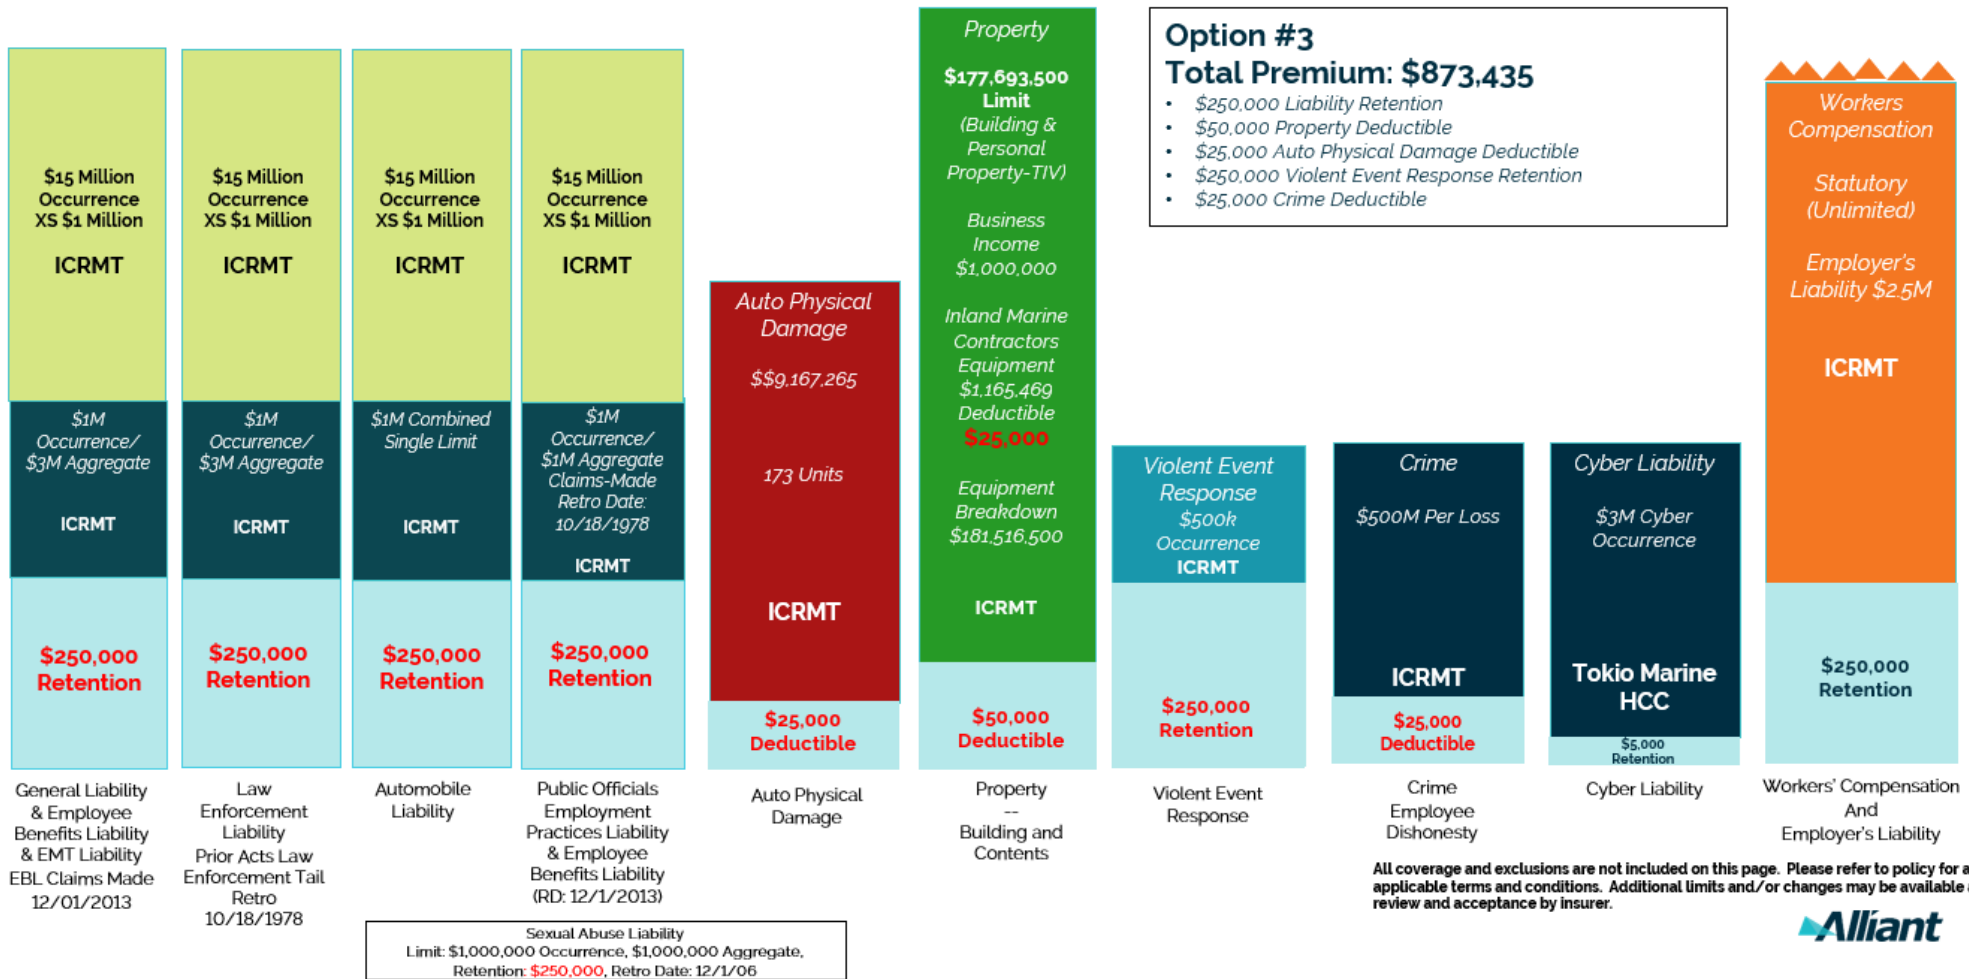 $15 Million
Occurrence
XS $1 Million
ICRMT
$1M
Occurrence/
$3M Aggregate
ICRMT
$250,000
Retention
General Liability
& Employee
Benefits Liability
& EMT Liability
EBL Claims Made
12/01/2013
$15 Million
Occurrence
XS $1 Million
ICRMT
$1M
Occurrence/
$3M Aggregate
ICRMT
$250,000
Retention
Law
Enforcement
Liability
Prior Acts Law
Enforcement Tail
Retro
10/18/1978
$15 Million
Occurrence
XS $1 Million
ICRMT
$1M Combined
Single Limit
ICRMT
$250,000
Retention
Automobile
Liability
$15 Million
Occurrence
XS $1 Million
ICRMT
$1M
Occurrence/
$1M Aggregate
Claims-Made
Retro Date:
10/18/1978
ICRMT
$250,000
Retention
Public Officials
Employment
Practices Liability
& Employee
Benefits Liability
(RD: 12/1/2013)
Auto Physical
Damage
$$9,167,265
173 Units
ICRMT
$25,000
Deductible
Auto Physical
Damage
Property
$177,693,500
Limit
(Building &
Personal
Property-TIV)
Business
Income
$1,000,000
Inland Marine
Contractors
Equipment
$1,165,469
Deductible
$25,000
Equipment
Breakdown
$181,516,500
ICRMT
$50,000
Deductible
Property
--
Building and
Contents
Option #3
Total Premium: $873,435
• $250,000 Liability Retention
• $50,000 Property Deductible
• $25,000 Auto Physical Damage Deductible
• $250,000 Violent Event Response Retention
• $25,000 Crime Deductible
Violent Event
Response
$500k
Occurrence
ICRMT
$250,000
Retention
Violent Event
Response
Crime
$500M Per Loss
ICRMT
$25,000
Deductible
Crime
Employee
Dishonesty
Cyber Liability
$3M Cyber
Occurrence
Tokio Marine
HCC
$5,000
Retention
Cyber Liability
Workers
Compensation
Statutory
(Unlimited)
Employer's
Liability $2.5M
ICRMT
$250,000
Retention
Workers' Compensation
And
Employer's Liability
Sexual Abuse Liability
Limit: $1,000,000 Occurrence, $1,000,000 Aggregate,
Retention: $250,000, Retro Date: 12/1/06
All coverage and exclusions are not included on this page. Please refer to policy for a
applicable terms and conditions. Additional limits and/or changes may be available
review and acceptance by insurer.
Alliant